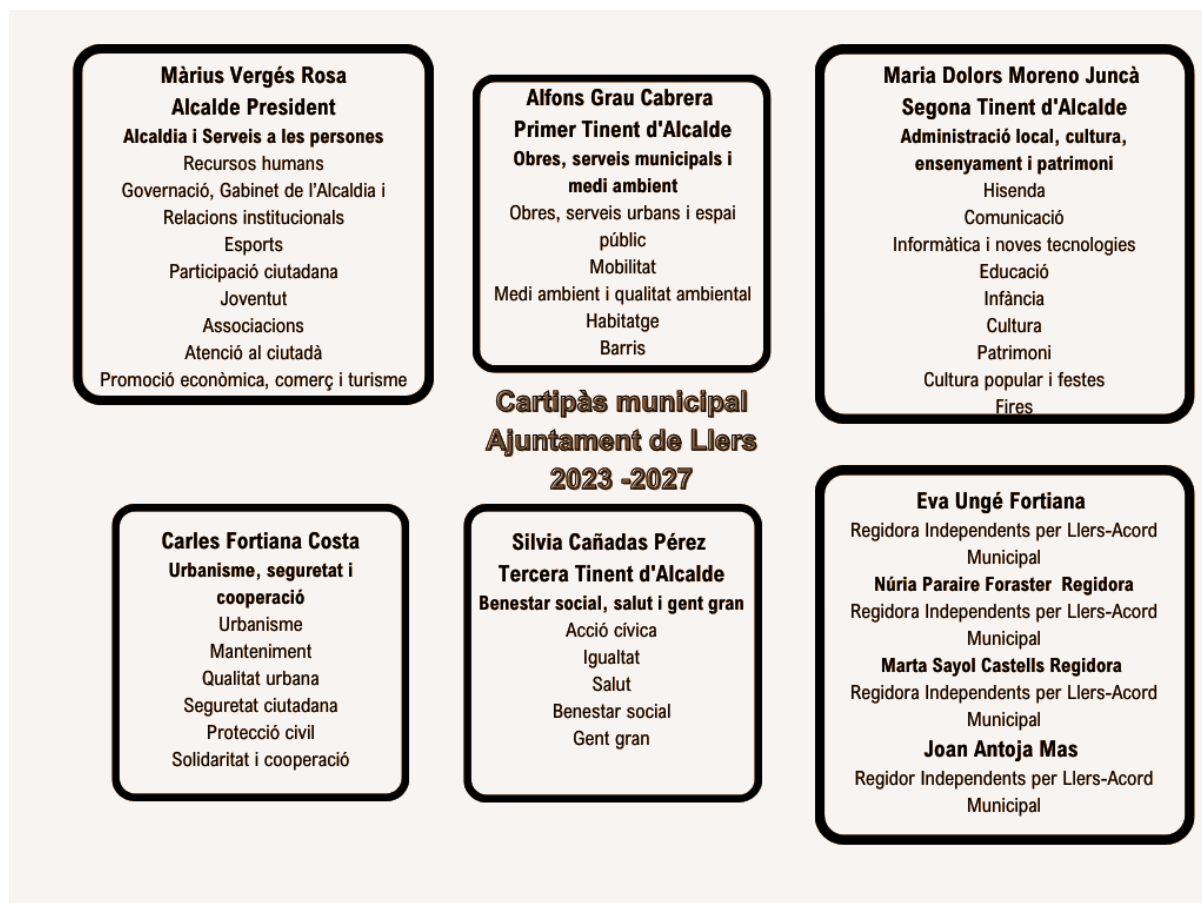 Màrius Vergés Rosa
Alcalde President
Alcaldia i Serveis a les persones
Recursos humans
Governació, Gabinet de l'Alcaldia i
Relacions institucionals
Esports
Participació ciutadana
Joventut
Associacions
Atenció al ciutadà
Promoció econòmica, comerç i turisme
Alfons Grau Cabrera
Primer Tinent d'Alcalde
Obres, serveis municipals i
medi ambient
Obres, serveis urbans i espai
públic
Mobilitat
Medi ambient i qualitat ambiental
Habitatge
Barris
Maria Dolors Moreno Juncà
Segona Tinent d'Alcalde
Administració local, cultura,
ensenyament i patrimoni
Hisenda
Comunicació
Informàtica i noves tecnologies
Educació
Infància
Cultura
Patrimoni
Cultura popular i festes
Fires
Cartipàs municipal
Ajuntament de Llers
2023 -2027
Carles Fortiana Costa
Urbanisme, seguretat i
cooperació
Urbanisme
Manteniment
Qualitat urbana
Seguretat ciutadana
Protecció civil
Solidaritat i cooperació
Silvia Cañadas Pérez
Tercera Tinent d'Alcalde
Benestar social, salut i gent gran
Acció cívica
Igualtat
Salut
Benestar social
Gent gran
Eva Ungé Fortiana
Regidora Independents per Llers-Acord
Municipal
Núria Paraire Foraster  Regidora
Regidora Independents per Llers-Acord
Municipal
Marta Sayol Castells Regidora
Regidora Independents per Llers-Acord
Municipal
Joan Antoja Mas
Regidor Independents per Llers-Acord
Municipal